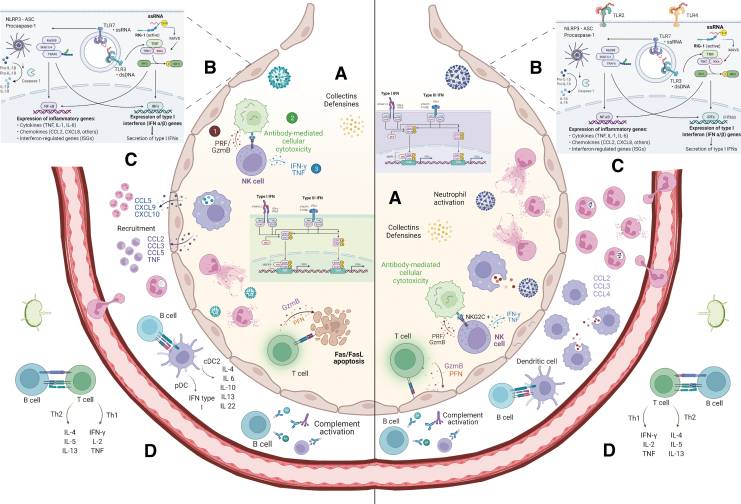 NLRP3 - ASC
Procaspase-1
TLR7
ssRNA
ssRNA
RIG-1 (active)
MAVS
Caspase 1
TLR3
dsDNA
NF-κB
IRFs
Expression of inflammatory genes:
• Cytokines (TNF, IL-1, IL-6)
• Chemokines (CCL2, CXCL8, others)
• Interferon-regulated genes (ISGs)
Expression of type I
interferon (IFN α/β) genes
Secretion of type I IFNs
B
A
Collectins
Defensines
2
1
Antibody-mediated
cellular
cytotoxicity
PRF/
GzmB
IFN-γ
TNF
3
NK cell
C
CCL5
CXCL9
CXCL10
Recruitment
CCL2
CCL3
CCL5
TNF
Type I IFN
Type III IFN
GzmB
PFN
T cell
Fas/FasL
apoptosis
B cell
cDC2
pDC
IFN type
I
IL-4
IL 6
IL-10
IL13
IL 22
B cell
T cell
Th2
Th1
IL-4
IL-5
IL-13
IFN-γ
L-2
TNF
D
B cell
Complement
activation
TLR2
TLR4
NLRP3 - ASC
Procaspase-1
TLR7
ssRNA
ssRNA
RIG-1 (active)
MAVS
Caspase 1
TLR3
dsDNA
Expression of inflammatory genes:
• Cytokines (TNF, IL-1, IL-6)
• Chemokines (CCL2, CXCL8, others)
• Interferon-regulated genes (ISGs)
Expression of type I
interferon (IFN α/β) genes
Secretion of type I IFNs
B
Type I IFN
Type III IFN
A
Neutrophil
activation
Collectins
Defensines
C
Antibody-mediated
cellular
cytotoxicity
NKG2C +
IFN-γ
TNF
PRF/
GzmB
NK
cell
CCL2
CCL3
CCL4
T cell
GzmB
PFN
Dendritic cell
B cell
B cell
Complement
activation
T cell
B cell
Th1
Th2
IFN-γ
IL-2
TNF
IL-4
IL-5
IL-13
D